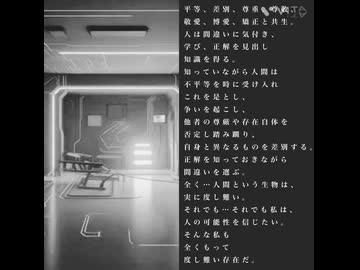 平等、差別、尊重、尊敬、
敬愛、博愛、矯正と共生。
人は間違いに気付き、
学び、正解を見出し
知識を得る。
知っていながら人間は
不平等を時に受け入れ
これを是とし、
争いを起こし、
他者の尊厳や存在自体を
否定し踏み躙り、
自身と異なるものを差別する。
正解を知っておきながら
間違いを選ぶ。
全く…人間という生物は、
実に度し難い。
それでも…それでも私は、
人の可能性を信じたい。
そんな私も
全くもって
度し難い存在だ。